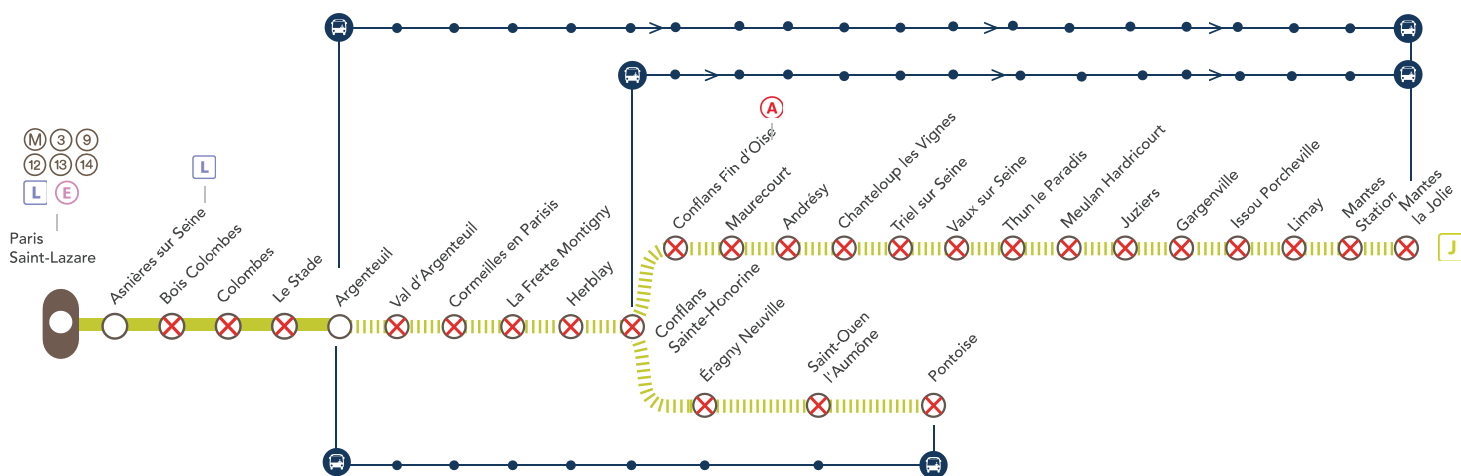 M 3 9
12 13 14
L E
Paris
Saint-Lazare
L
Asnières sur Seine
Bois Colombes
Colombes
Le Stade
Argenteuil
Val d'Argenteuil
Cormeilles en Parisis
La Frette Montigny
Herblay
Conflans
Sainte-Honorine
A
Conflans Fin d'Oise
Maurecourt
Andrésy
Chanteloup les Vignes
Triel sur Seine
Vaux sur Seine
Thun le Paradis
Meulan Hardricourt
Juziers
Gargenville
Issou Porcheville
Limay
Mantes
Station
Mantes
la Jolie
J
Éragny Neuville
Saint-Ouen
l'Aumône
Pontoise